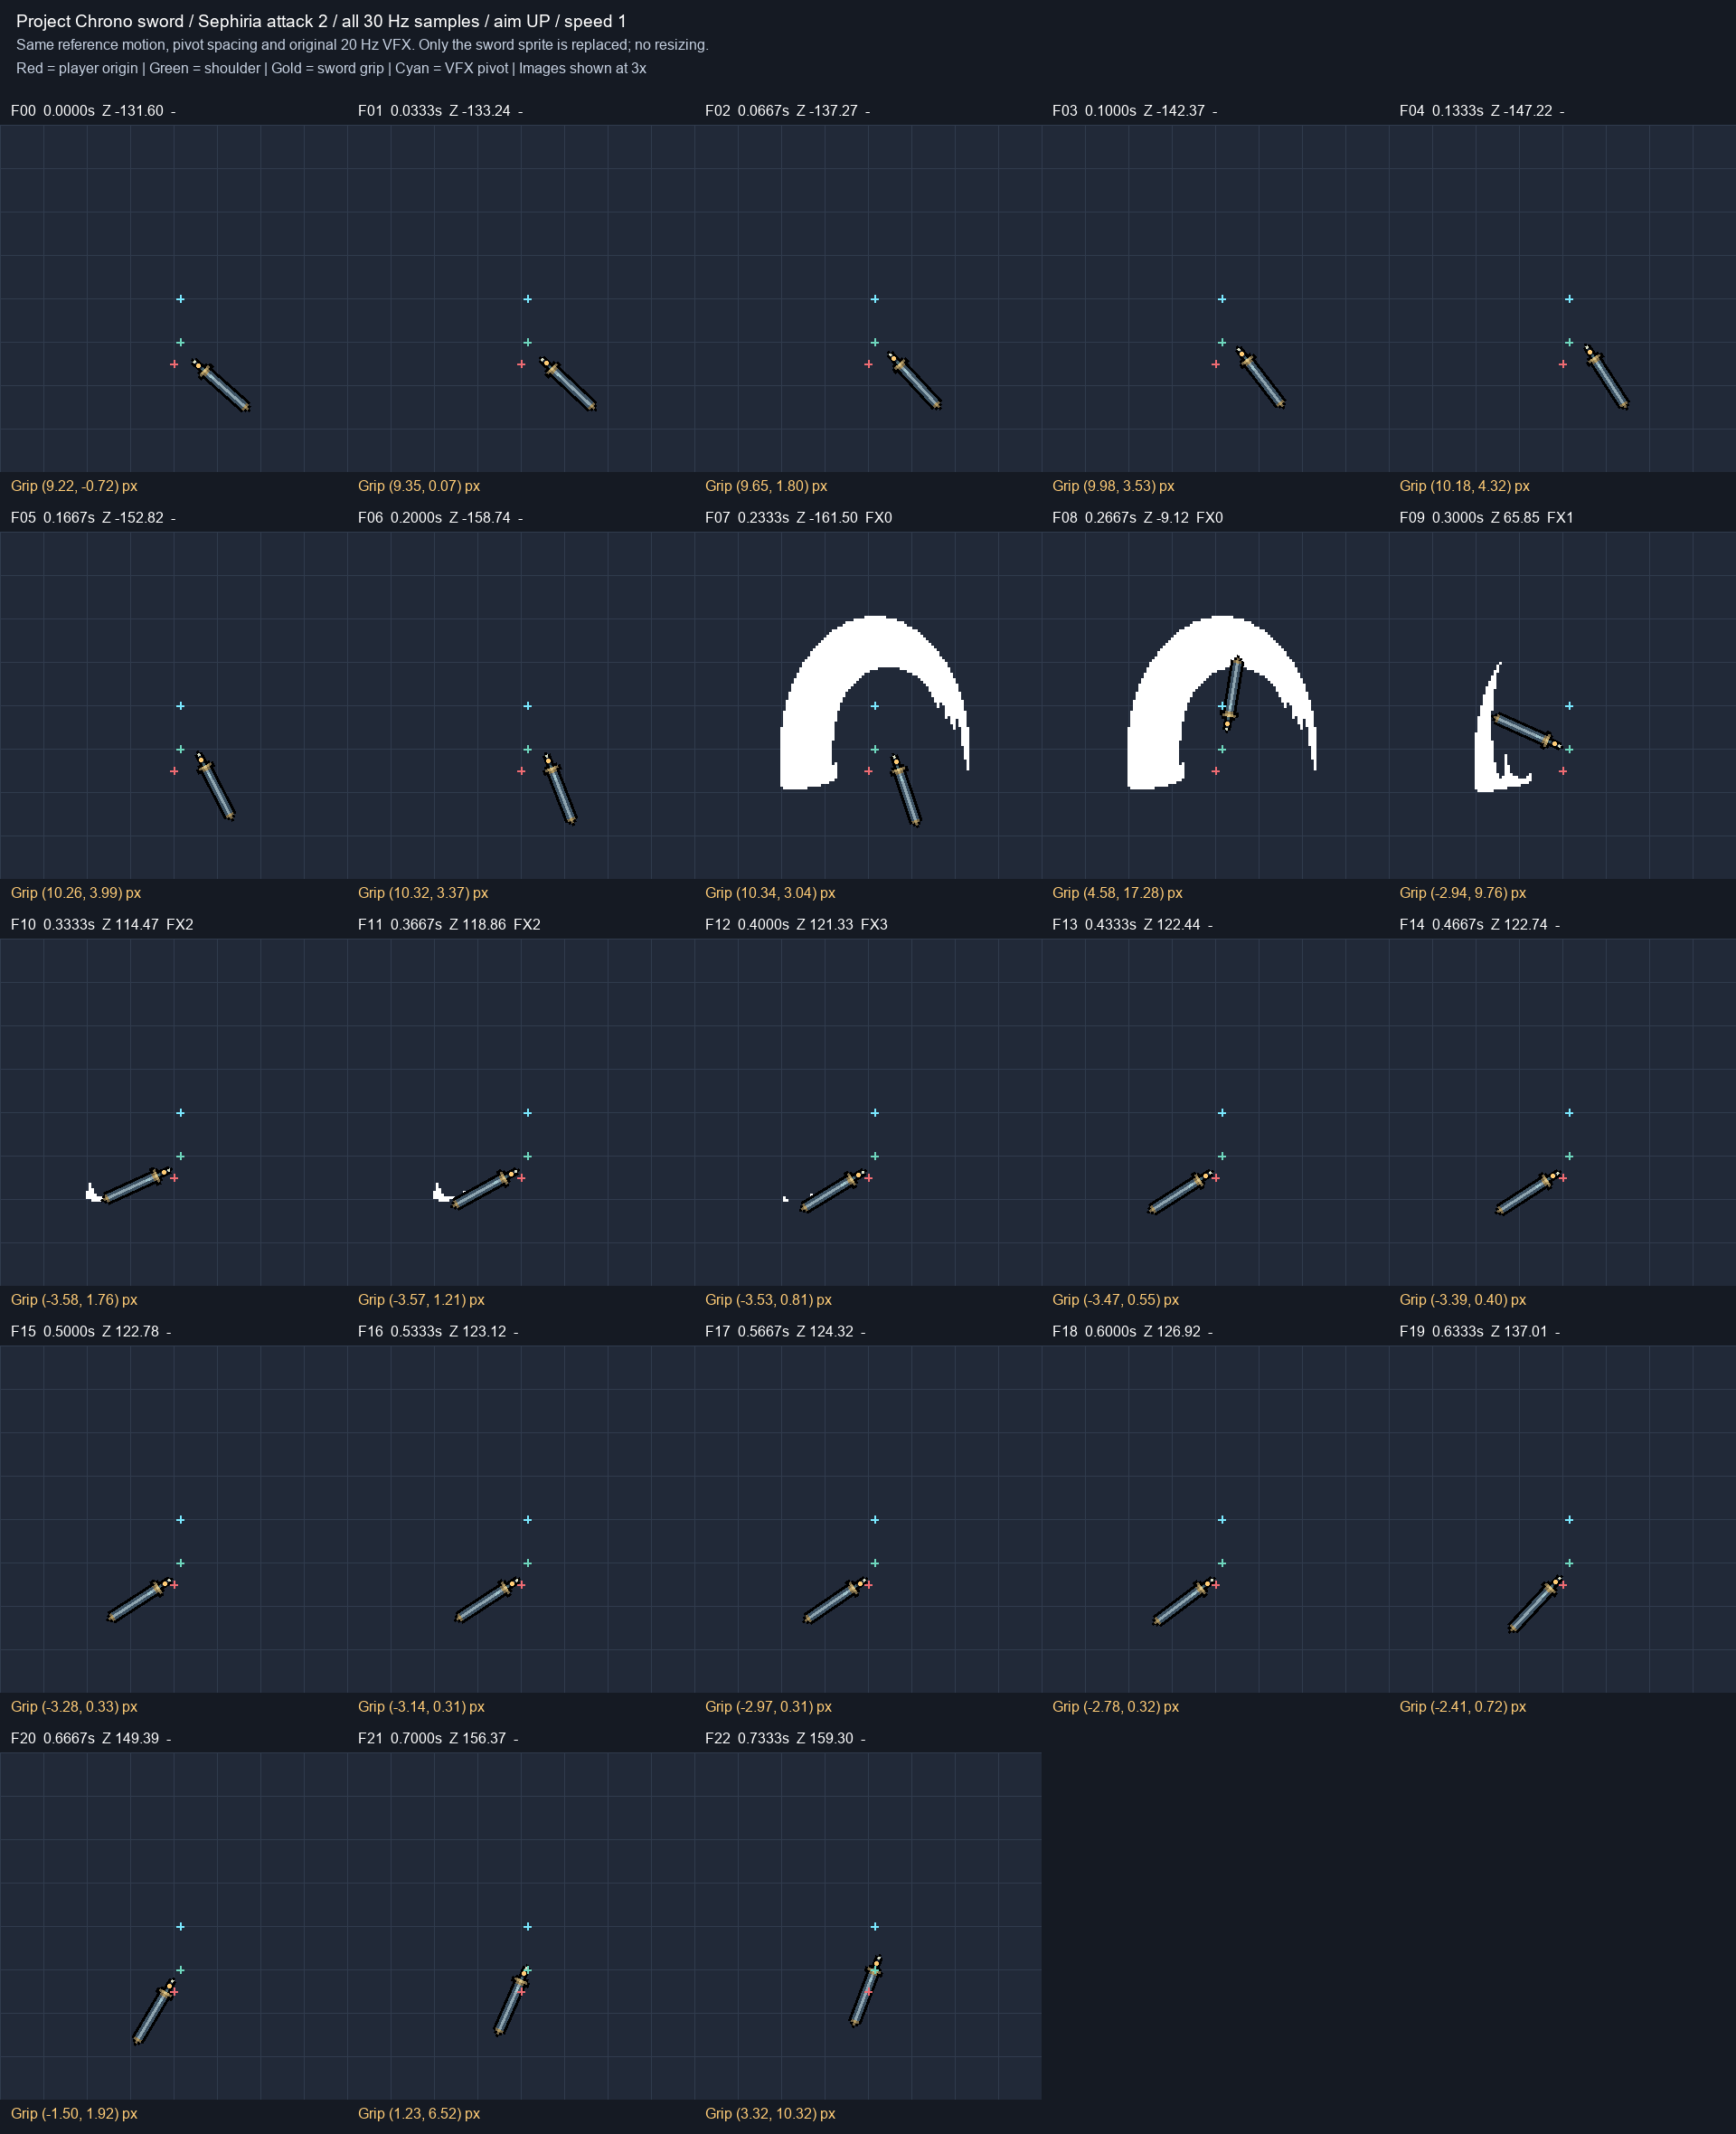 Project Chrono sword / Sephiria attack 2 / all 30 Hz samples / aim UP / speed 1
Same reference motion, pivot spacing and original 20 Hz VFX. Only the sword sprite is replaced; no resizing.
Red = player origin | Green = shoulder | Gold = sword grip | Cyan = VFX pivot | Images shown at 3x
F00 0.0000s Z -131.60 -
F01 0.0333s Z -133.24 -
F02 0.0667s Z -137.27 -
F03 0.1000s Z -142.37 -
F04 0.1333s Z -147.22 -
Grip (9.22, -0.72) px
Grip (9.35, 0.07) px
Grip (9.65, 1.80) px
Grip (9.98, 3.53) px
Grip (10.18, 4.32) px
F05 0.1667s Z -152.82 -
F06 0.2000s Z -158.74 -
F07 0.2333s Z -161.50 FX0
F08 0.2667s Z -9.12 FX0
F09 0.3000s Z 65.85 FX1
Grip (10.26, 3.99) px
Grip (10.32, 3.37) px
Grip (10.34, 3.04) px
Grip (4.58, 17.28) px
Grip (-2.94, 9.76) px
F10 0.3333s Z 114.47 FX2
F11 0.3667s Z 118.86 FX2
F12 0.4000s Z 121.33 FX3
F13 0.4333s Z 122.44 -
F14 0.4667s Z 122.74 -
Grip (-3.58, 1.76) px
Grip (-3.57, 1.21) px
Grip (-3.53, 0.81) px
Grip (-3.47, 0.55) px
Grip (-3.39, 0.40) px
F15 0.5000s Z 122.78 -
F16 0.5333s Z 123.12 -
F17 0.5667s Z 124.32 -
F18 0.6000s Z 126.92 -
F19 0.6333s Z 137.01 -
Grip (-3.28, 0.33) px
Grip (-3.14, 0.31) px
Grip (-2.97, 0.31) px
Grip (-2.78, 0.32) px
Grip (-2.41, 0.72) px
F20 0.6667s Z 149.39 -
F21 0.7000s Z 156.37 -
F22 0.7333s Z 159.30 -
Grip (-1.50, 1.92) px
Grip (1.23, 6.52) px
Grip (3.32, 10.32) px